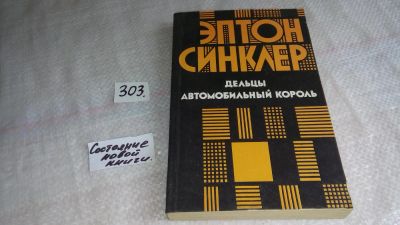 ЭПТОН
СИНКЛЕР
ДЕЛЬЦЫ
АВТОМОБИЛЬНЫЙ КОРОЛЬ
303.
Состояние
новой
книги.